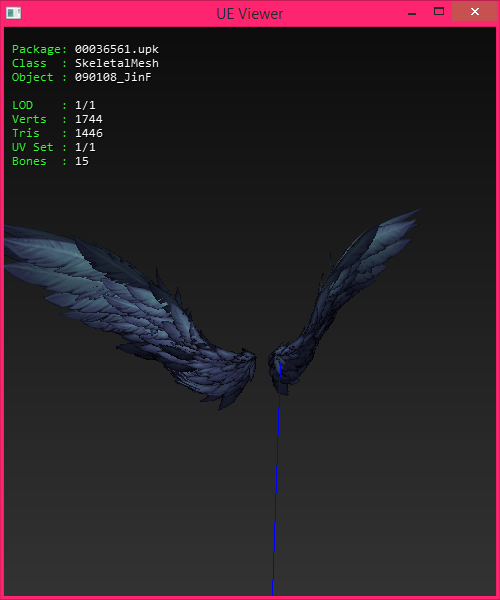 UE Viewer
Package: 00036561.upk
Class : SkeletalMesh
Object : 090108_JinF
LOD : 1/1
Verts : 1744
Tris : 1446
UV Set : 1/1
Bones : 15